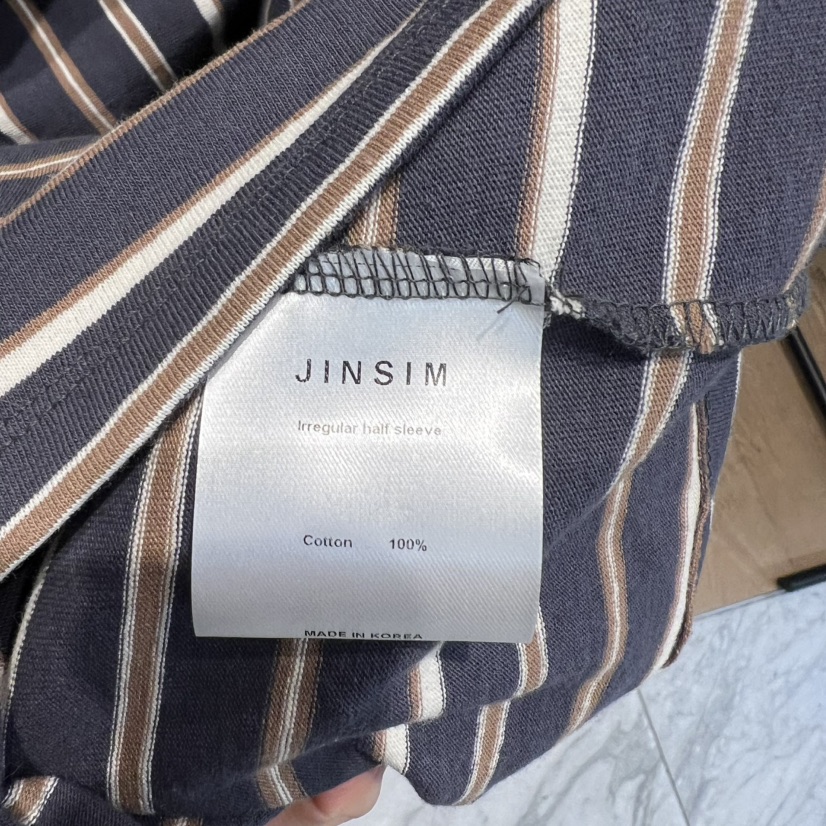 JINSIM
Irregular half sleeve
Cotton 100%
MADE IN KOREA